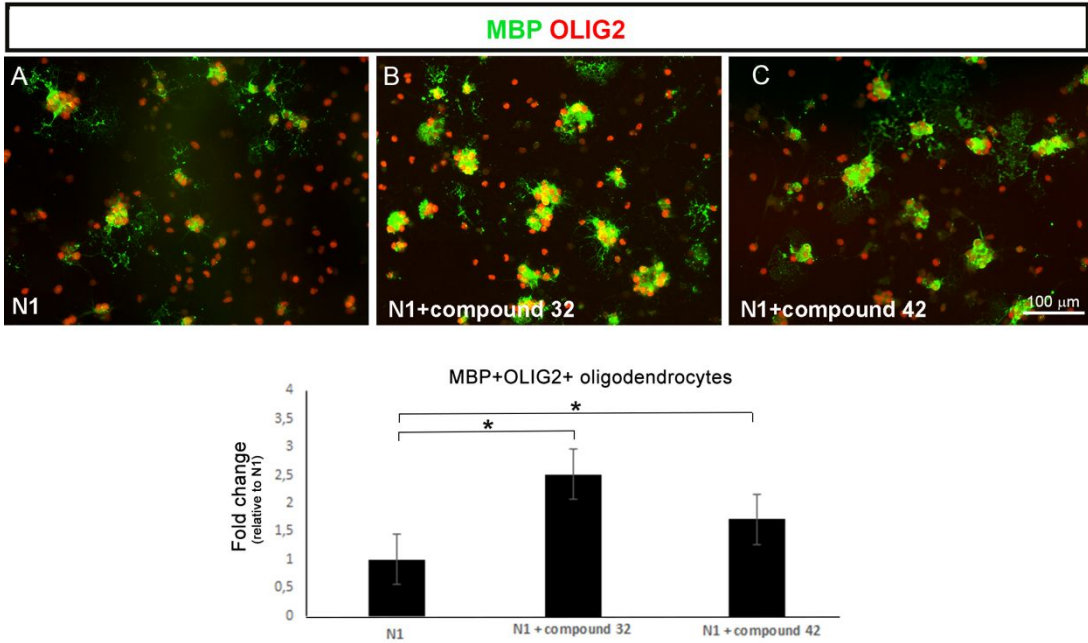 MBP OLIG2
A
B
C
N1
N1+compound 32
N1+compound 42
100 µm
MBP+OLIG2+ oligodendrocytes
Fold change
(relative to N1)
4
3,5
3
2,5
2
1,5
1
0,5
0
*
*
N1
N1 + compound 32
N1 + compound 42